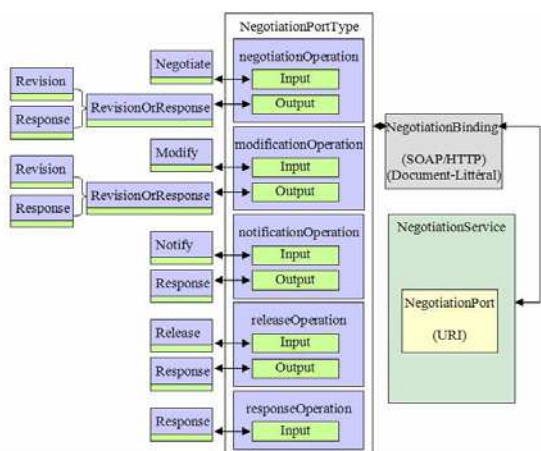 NegotiationPortType
Negotiate
negotiationOperation
Input
Output
Revision
Response
RevisionOrResponse
Modify
modificationOperation
Input
Output
Revision
Response
RevisionOrResponse
Notify
notificationOperation
Input
Response
Output
Release
releaseOperation
Input
Response
Output
responseOperation
Response
Input
NegotiationBinding
(SOAP/HTTP)
(Document-Littéral)
NegotiationService
NegotiationPort
(URI)